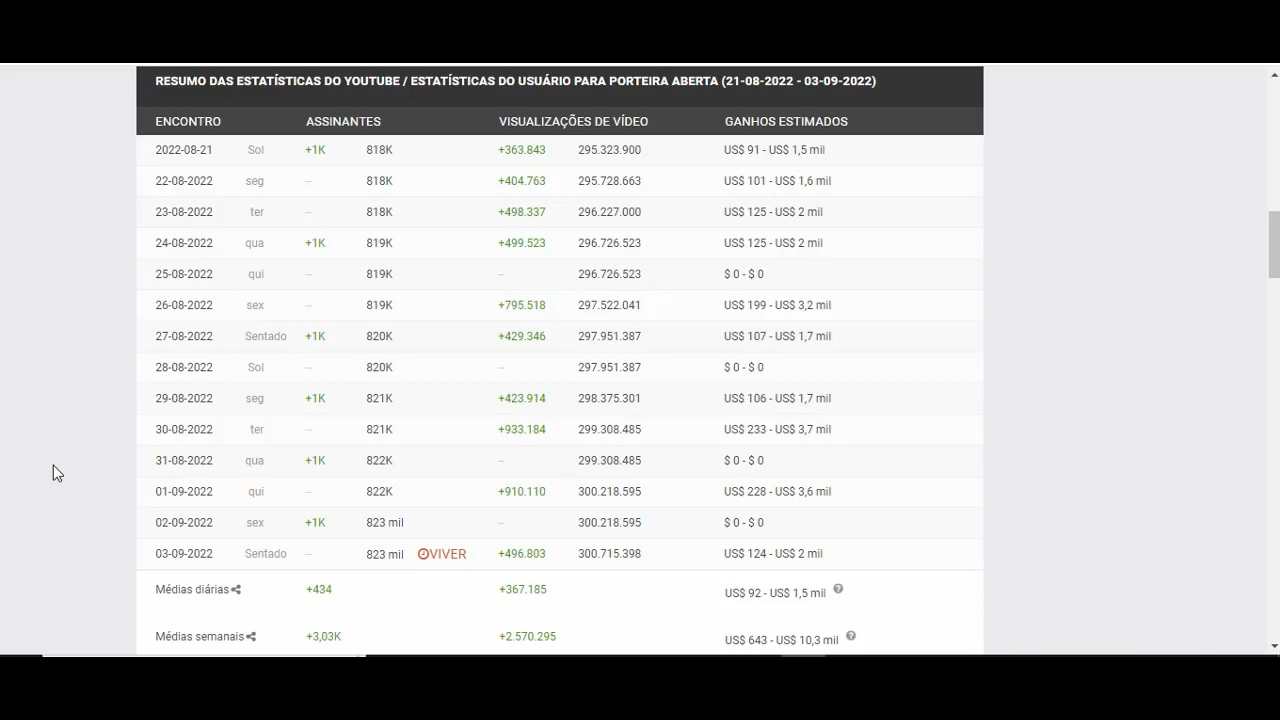 RESUMO DAS ESTATÍSTICAS DO YOUTUBE / ESTATÍSTICAS DO USUÁRIO PARA PORTEIRA ABERTA (21-08-2022 - 03-09-2022)
ENCONTRO ASSINANTES VISUALIZAÇÕES DE VÍDEO GANHOS ESTIMADOS
2022-08-21 Sol +1K 818K +363.843 295.323.900 US$ 91 - US$ 1,5 mil
22-08-2022 seg -- 818K +404.763 295.728.663 US$ 101 - US$ 1,6 mil
23-08-2022 ter -- 818K +498.337 296.227.000 US$ 125 - US$ 2 mil
24-08-2022 qua +1K 819K +499.523 296.726.523 US$ 125 - US$ 2 mil
25-08-2022 qui -- 819K -- 296.726.523 $ 0 - $ 0
26-08-2022 sex -- 819K +795.518 297.522.041 US$ 199 - US$ 3,2 mil
27-08-2022 Sentado +1K 820K +429.346 297.951.387 US$ 107 - US$ 1,7 mil
28-08-2022 Sol -- 820K -- 297.951.387 $ 0 - $ 0
29-08-2022 seg +1K 821K +423.914 298.375.301 US$ 106 - US$ 1,7 mil
30-08-2022 ter -- 821K +933.184 299.308.485 US$ 233 - US$ 3,7 mil
31-08-2022 qua +1K 822K -- 299.308.485 $ 0 - $ 0
01-09-2022 qui -- 822K +910.110 300.218.595 US$ 228 - US$ 3,6 mil
02-09-2022 sex +1K 823 mil -- 300.218.595 $ 0 - $ 0
03-09-2022 Sentado -- 823 mil VIVER +496.803 300.715.398 US$ 124 - US$ 2 mil
Médias diárias +434 +367.185 US$ 92 - US$ 1,5 mil ?
Médias semanais +3,03K +2.570.295 US$ 643 - US$ 10,3 mil ?